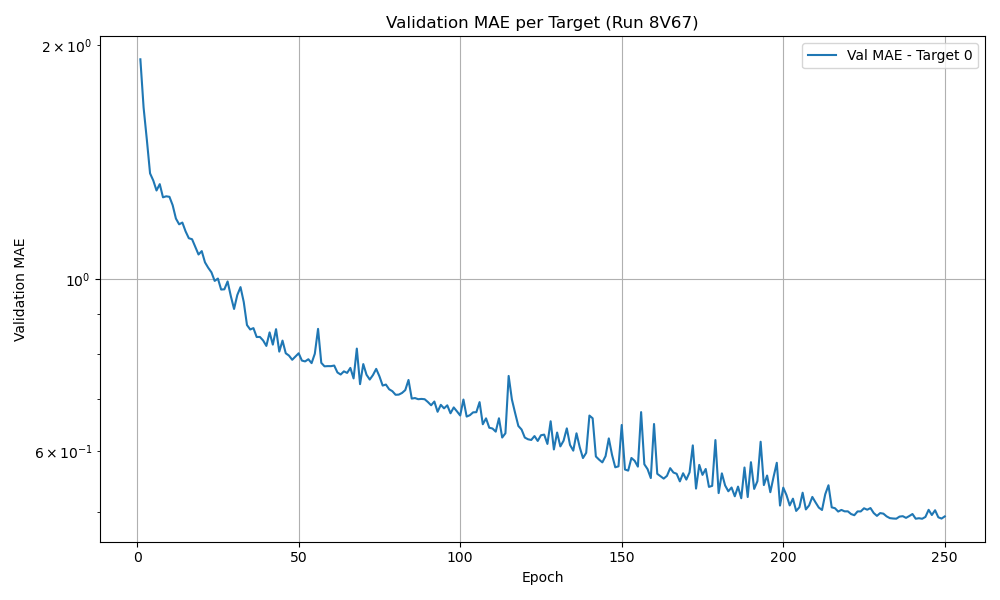 Validation MAE per Target (Run 8V67)
Val MAE - Target 0
Validation MAE
2 × 10⁰
10⁰
6 × 10⁻¹
0 50 100 150 200 250
Epoch